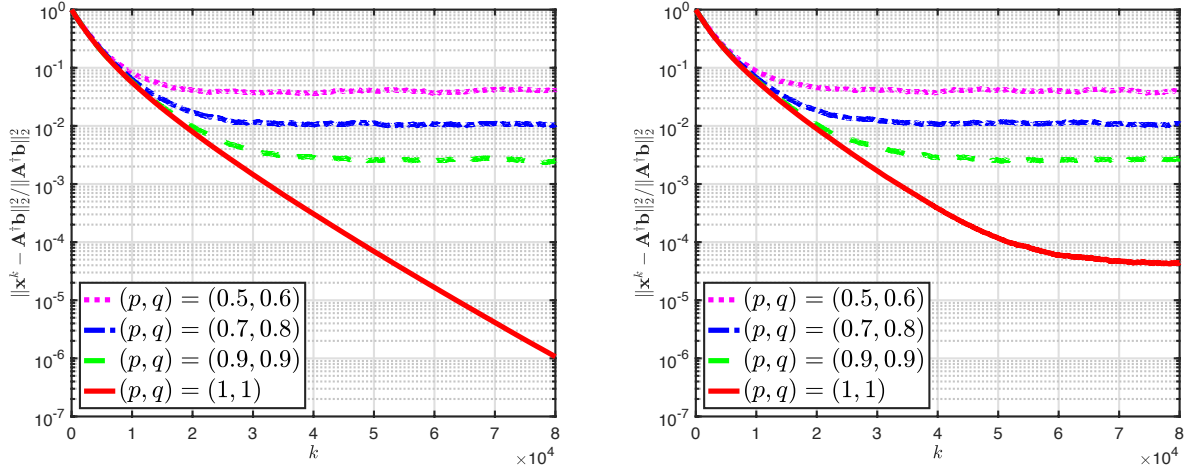 10^0
10^-1
10^-2
10^-3
10^-4
10^-5
10^-6
10^-7
‖x^k − A^†b‖_2^2/‖A^†b‖_2^2
(p, q) = (0.5, 0.6)
(p, q) = (0.7, 0.8)
(p, q) = (0.9, 0.9)
(p, q) = (1, 1)
0 1 2 3 4 5 6 7 8
k
×10^4
10^0
10^-1
10^-2
10^-3
10^-4
10^-5
10^-6
10^-7
‖x^k − A^†b‖_2^2/‖A^†b‖_2^2
(p, q) = (0.5, 0.6)
(p, q) = (0.7, 0.8)
(p, q) = (0.9, 0.9)
(p, q) = (1, 1)
0 1 2 3 4 5 6 7 8
k
×10^4